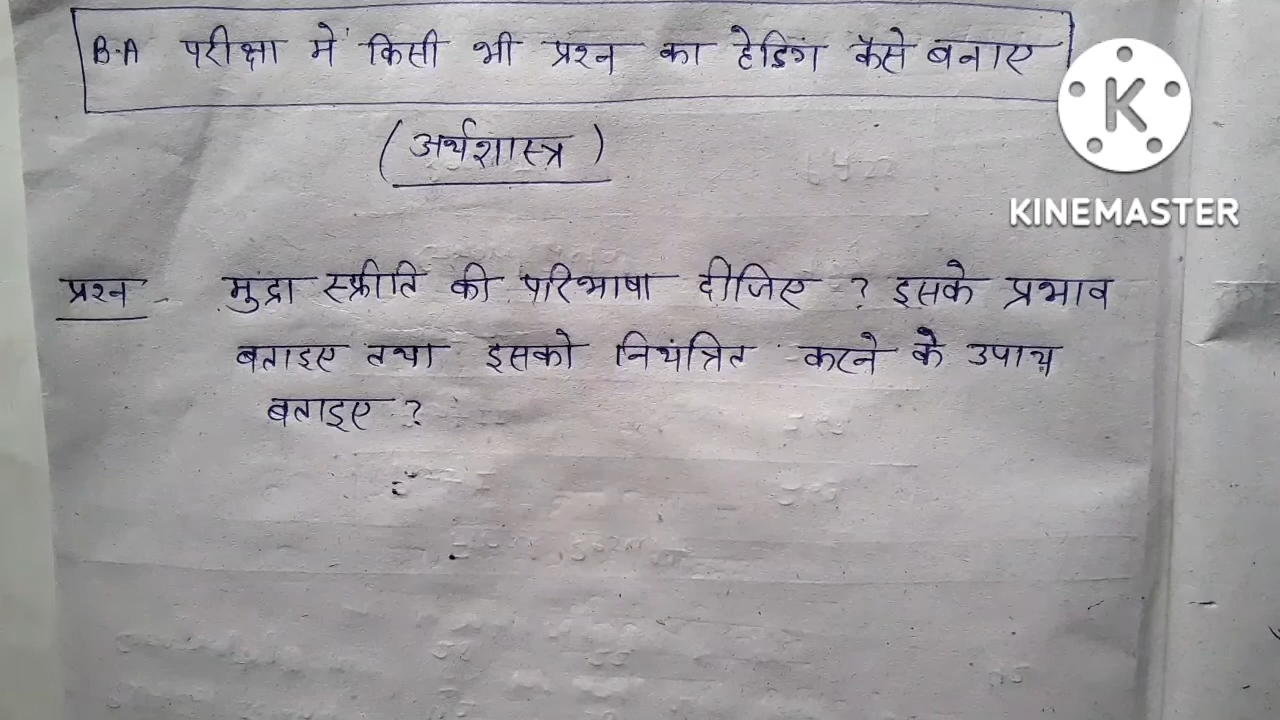 B.A परीक्षा में किसी भी प्रश्न का हेडिंग कैसे बनाए
(अर्थशास्त्र)
K
KINEMASTER
प्रश्न - मुद्रा स्फीति की परिभाषा दीजिए ? इसके प्रभाव
बताइए तथा इसको नियंत्रित करने के उपाय
बताइए ?